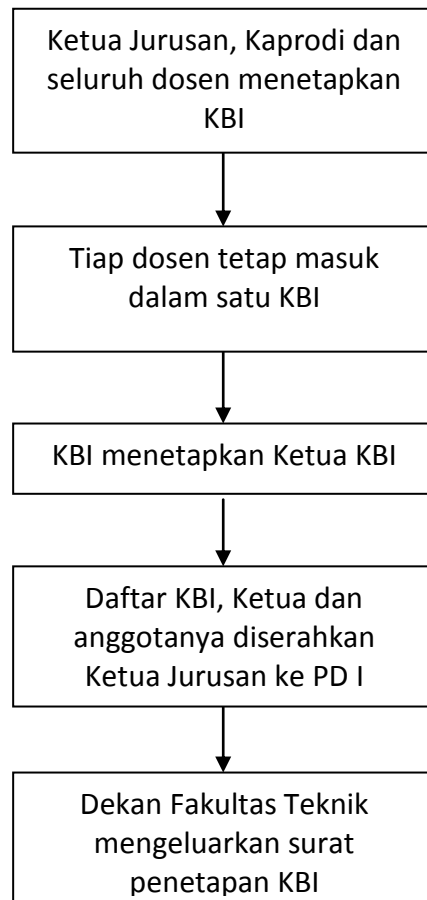 Ketua Jurusan, Kaprodi dan
seluruh dosen menetapkan
KBI
Tiap dosen tetap masuk
dalam satu KBI
KBI menetapkan Ketua KBI
Daftar KBI, Ketua dan
anggotanya diserahkan
Ketua Jurusan ke PD I
Dekan Fakultas Teknik
mengeluarkan surat
penetapan KBI